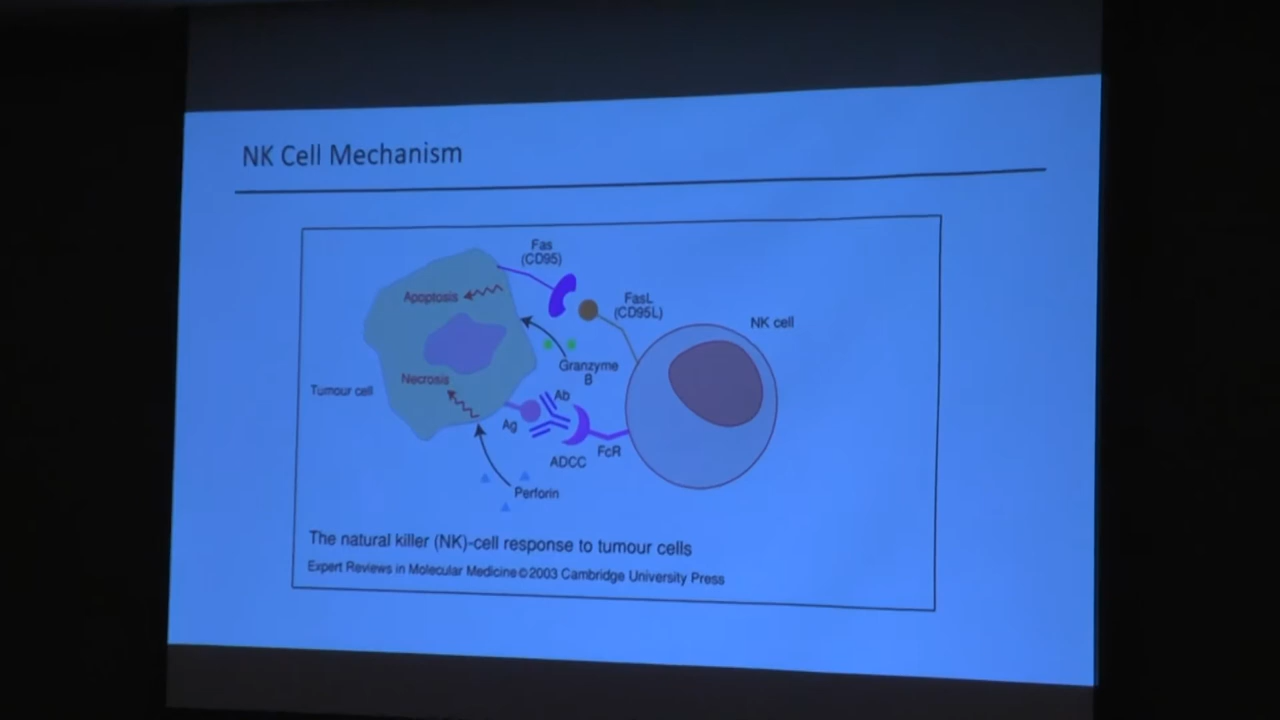 NK Cell Mechanism
Fas
(CD95)
Apoptosis
FasL
(CD95L)
NK cell
Granzyme
B
Necrosis
Tumour cell
Ab
Ag
FcR
ADCC
Perforin
The natural killer (NK)-cell response to tumour cells
Expert Reviews in Molecular Medicine©2003 Cambridge University Press